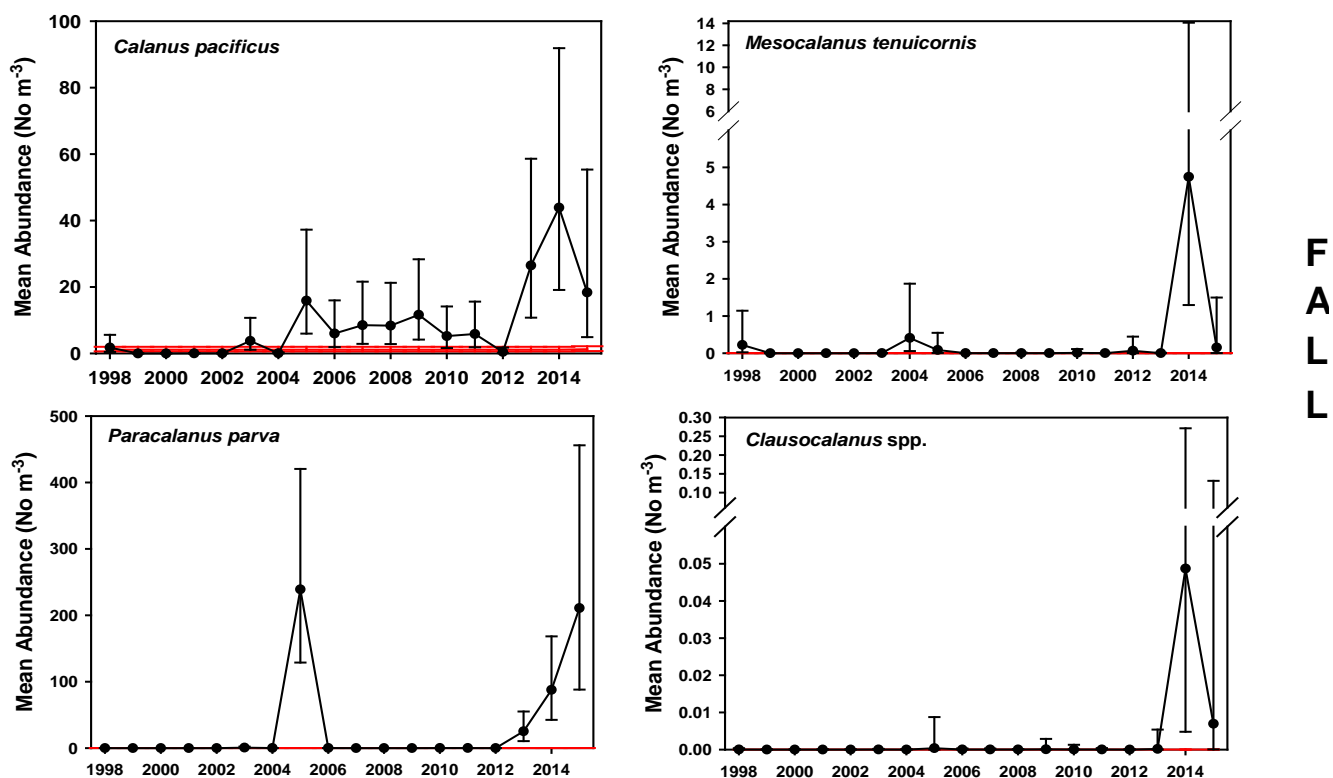 Calanus pacificus
Mean Abundance (No m-3)
100
80
60
40
20
0
1998 2000 2002 2004 2006 2008 2010 2012 2014
Mesocalanus tenuicornis
Mean Abundance (No m-3)
14
12
10
8
6
5
4
3
2
1
0
1998 2000 2002 2004 2006 2008 2010 2012 2014
Paracalanus parva
Mean Abundance (No m-3)
500
400
300
200
100
0
1998 2000 2002 2004 2006 2008 2010 2012 2014
Clausocalanus spp.
Mean Abundance (No m-3)
0.30
0.25
0.20
0.15
0.10
0.05
0.04
0.03
0.02
0.01
0.00
1998 2000 2002 2004 2006 2008 2010 2012 2014
F
A
L
L